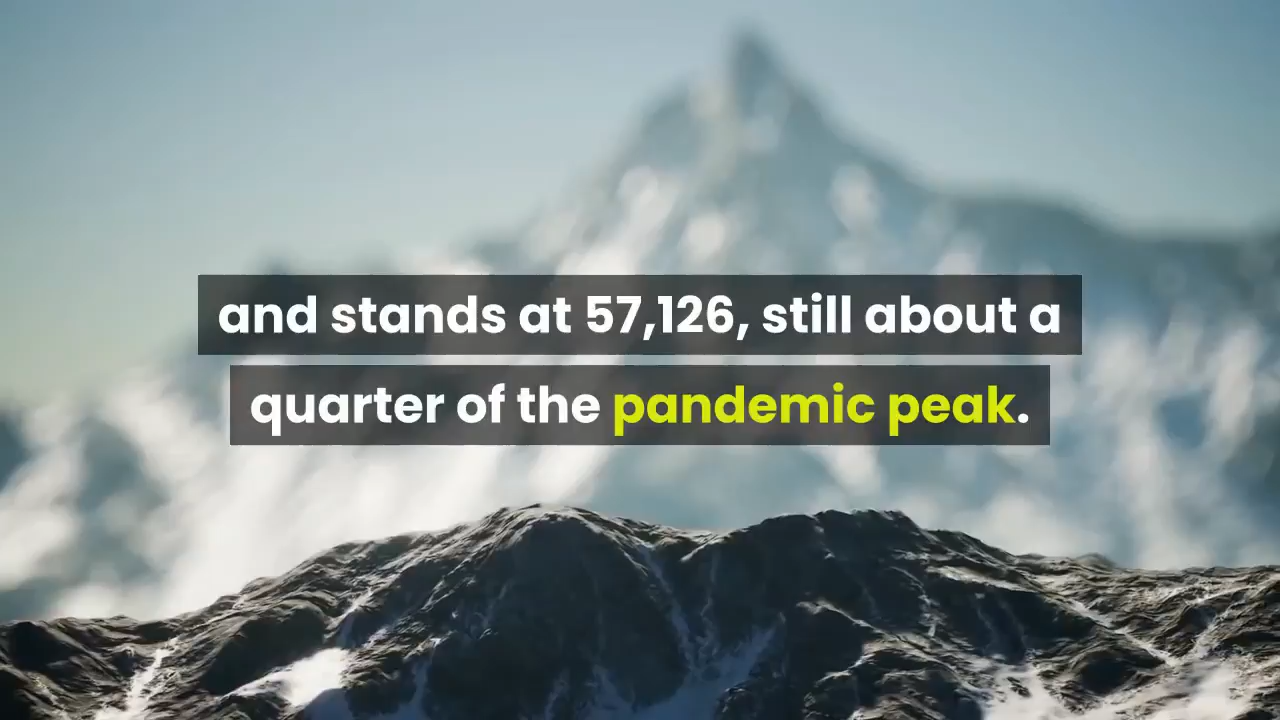 and stands at 57,126, still about a
quarter of the pandemic peak.